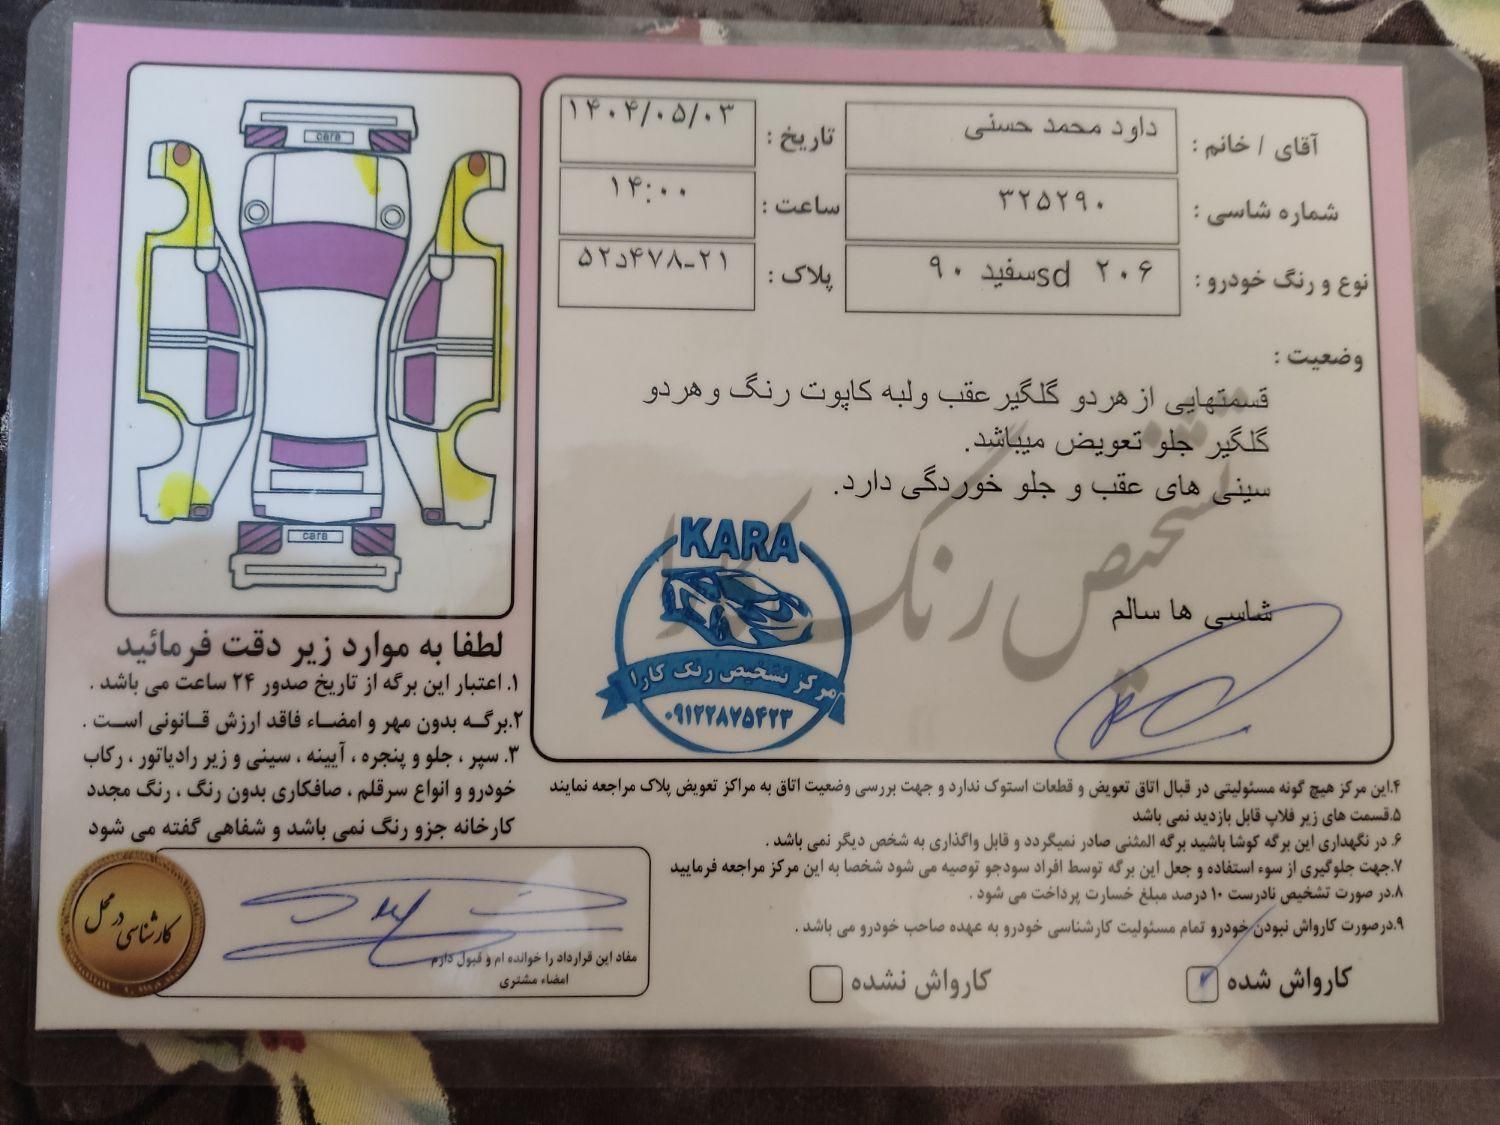 آقای / خانم : داود محمد حسنی
تاریخ : ۱۴۰۴/۰۵/۰۳
شماره شاسی : ۳۲۵۲۹۰
ساعت : ۱۴:۰۰
نوع و رنگ خودرو : ۲۰۶ sdسفید ۹۰
پلاک : ۲۱-۴۷۸د۵۲
وضعیت :
قسمتهایی از هردو گلگیر عقب ولبه کاپوت رنگ و هردو
گلگیر جلو تعویض میباشد.
سینی های عقب و جلو خوردگی دارد.
شاسی ها سالم
تشخیص رنگ کارا
KARA
مرکز تشخیص رنگ کارا
۰۹۱۲۲۸۷۵۴۲۳
cara
cara
لطفا به موارد زیر دقت فرمائید
۱. اعتبار این برگه از تاریخ صدور ۲۴ ساعت می باشد .
۲.برگه بدون مهر و امضاء فاقد ارزش قانونی است .
۳. سپر ، جلو و پنجره ، آیینه ، سینی و زیر رادیاتور ، رکاب
خودرو و انواع سرقلم ، صافکاری بدون رنگ ، رنگ مجدد
کارخانه جزو رنگ نمی باشد و شفاهی گفته می شود
۴.این مرکز هیچ گونه مسئولیتی در قبال اتاق تعویض و قطعات استوک ندارد و جهت بررسی وضعیت اتاق به مراکز تعویض پلاک مراجعه نمایند
۵.قسمت های زیر فلاپ قابل بازدید نمی باشد
۶. در نگهداری این برگه کوشا باشید برگه المثنی صادر نمیگردد و قابل واگذاری به شخص دیگر نمی باشد .
۷.جهت جلوگیری از سوء استفاده و جعل این برگه توسط افراد سودجو توصیه می شود شخصا به این مرکز مراجعه فرمایید
۸.در صورت تشخیص نادرست ۱۰ درصد مبلغ خسارت پرداخت می شود .
۹.درصورت کارواش نبودن خودرو تمام مسئولیت کارشناسی خودرو به عهده صاحب خودرو می باشد .
کارواش شده
کارواش نشده
مفاد این قرارداد را خوانده ام و قبول دارم
امضاء مشتری
کارشناسی در محل